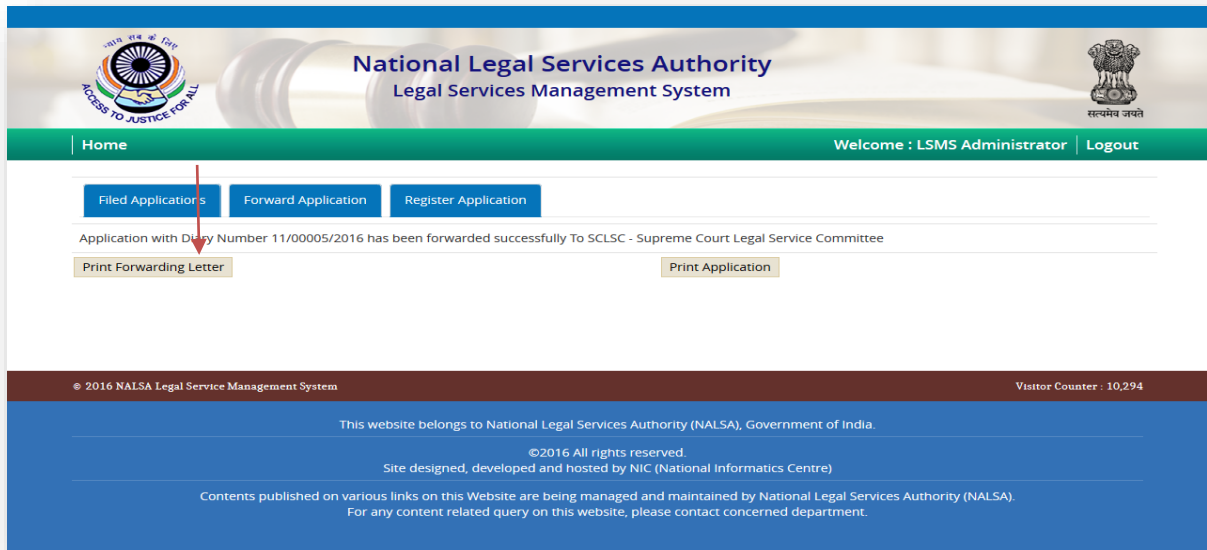 न्याय सब के लिए
ACCESS TO JUSTICE FOR ALL
National Legal Services Authority
Legal Services Management System
सत्यमेव जयते
Home
Welcome : LSMS Administrator
Logout
Filed Applications
Forward Application
Register Application
Application with Diary Number 11/00005/2016 has been forwarded successfully To SCLSC - Supreme Court Legal Service Committee
Print Forwarding Letter
Print Application
© 2016 NALSA Legal Service Management System
Visitor Counter : 10,294
This website belongs to National Legal Services Authority (NALSA), Government of India.
©2016 All rights reserved.
Site designed, developed and hosted by NIC (National Informatics Centre)
Contents published on various links on this Website are being managed and maintained by National Legal Services Authority (NALSA).
For any content related query on this website, please contact concerned department.